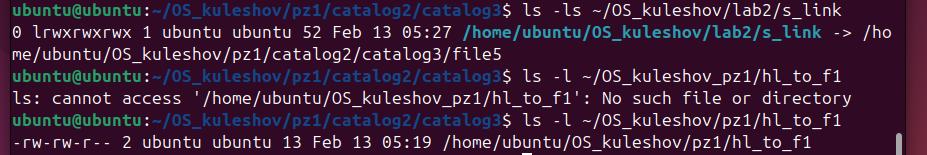 ubuntu@ubuntu:~/OS_kuleshov/pz1/catalog2/catalog3$ ls -ls ~/OS_kuleshov/lab2/s_link
0 lrwxrwxrwx 1 ubuntu ubuntu 52 Feb 13 05:27 /home/ubuntu/OS_kuleshov/lab2/s_link -> /ho
me/ubuntu/OS_kuleshov/pz1/catalog2/catalog3/file5
ubuntu@ubuntu:~/OS_kuleshov/pz1/catalog2/catalog3$ ls -l ~/OS_kuleshov_pz1/hl_to_f1
ls: cannot access '/home/ubuntu/OS_kuleshov_pz1/hl_to_f1': No such file or directory
ubuntu@ubuntu:~/OS_kuleshov/pz1/catalog2/catalog3$ ls -l ~/OS_kuleshov/pz1/hl_to_f1
-rw-rw-r-- 2 ubuntu ubuntu 13 Feb 13 05:19 /home/ubuntu/OS_kuleshov/pz1/hl_to_f1